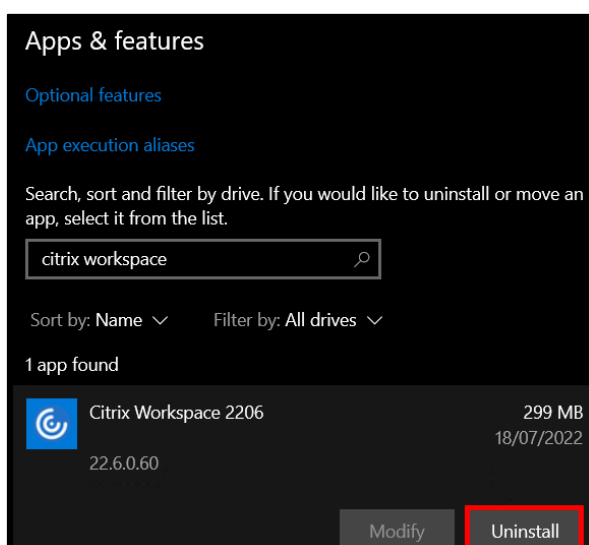 Apps & features
Optional features
App execution aliases
Search, sort and filter by drive. If you would like to uninstall or move an
app, select it from the list.
citrix workspace
Sort by: Name Filter by: All drives
1 app found
Citrix Workspace 2206 299 MB
18/07/2022
22.6.0.60
Modify Uninstall